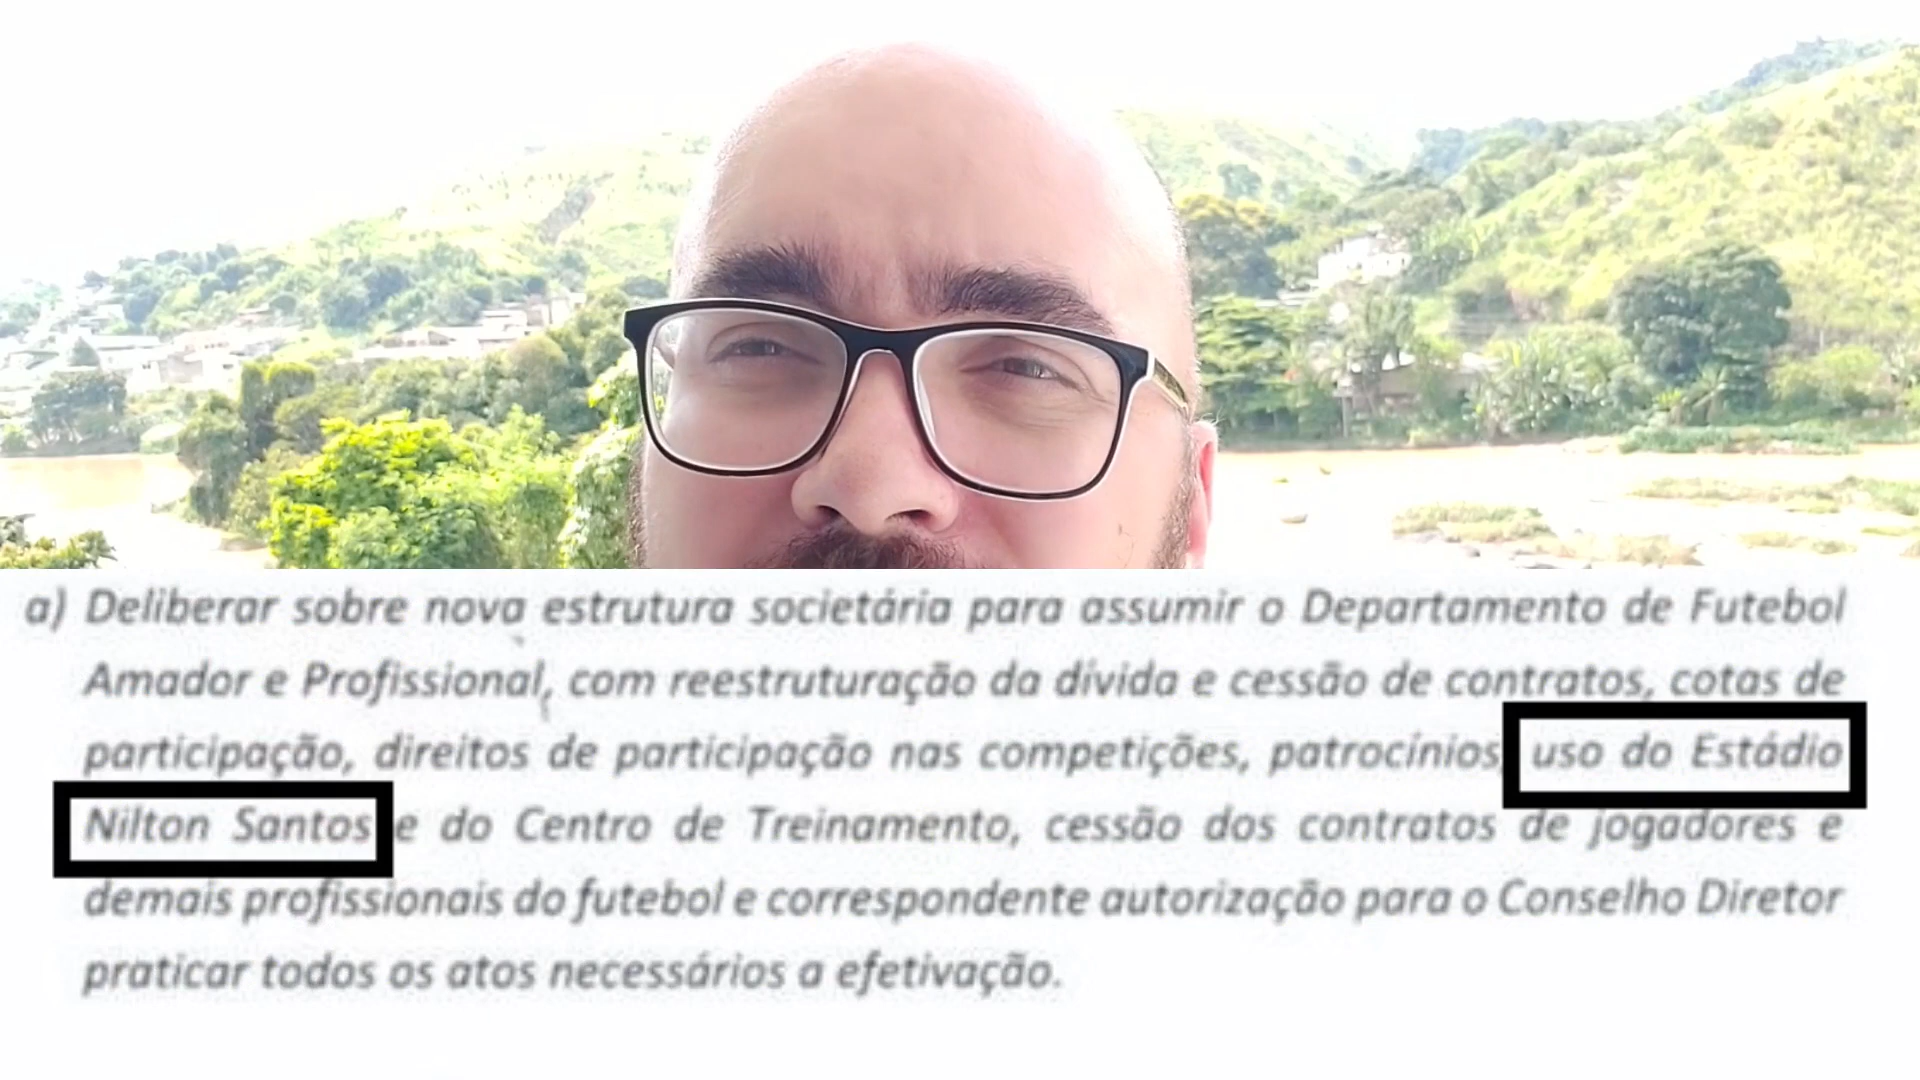 a) Deliberar sobre nova estrutura societária para assumir o Departamento de Futebol
Amador e Profissional, com reestruturação da dívida e cessão de contratos, cotas de
participação, direitos de participação nas competições, patrocínios, uso do Estádio
Nilton Santos e do Centro de Treinamento, cessão dos contratos de jogadores e
demais profissionais do futebol e correspondente autorização para o Conselho Diretor
praticar todos os atos necessários a efetivação.